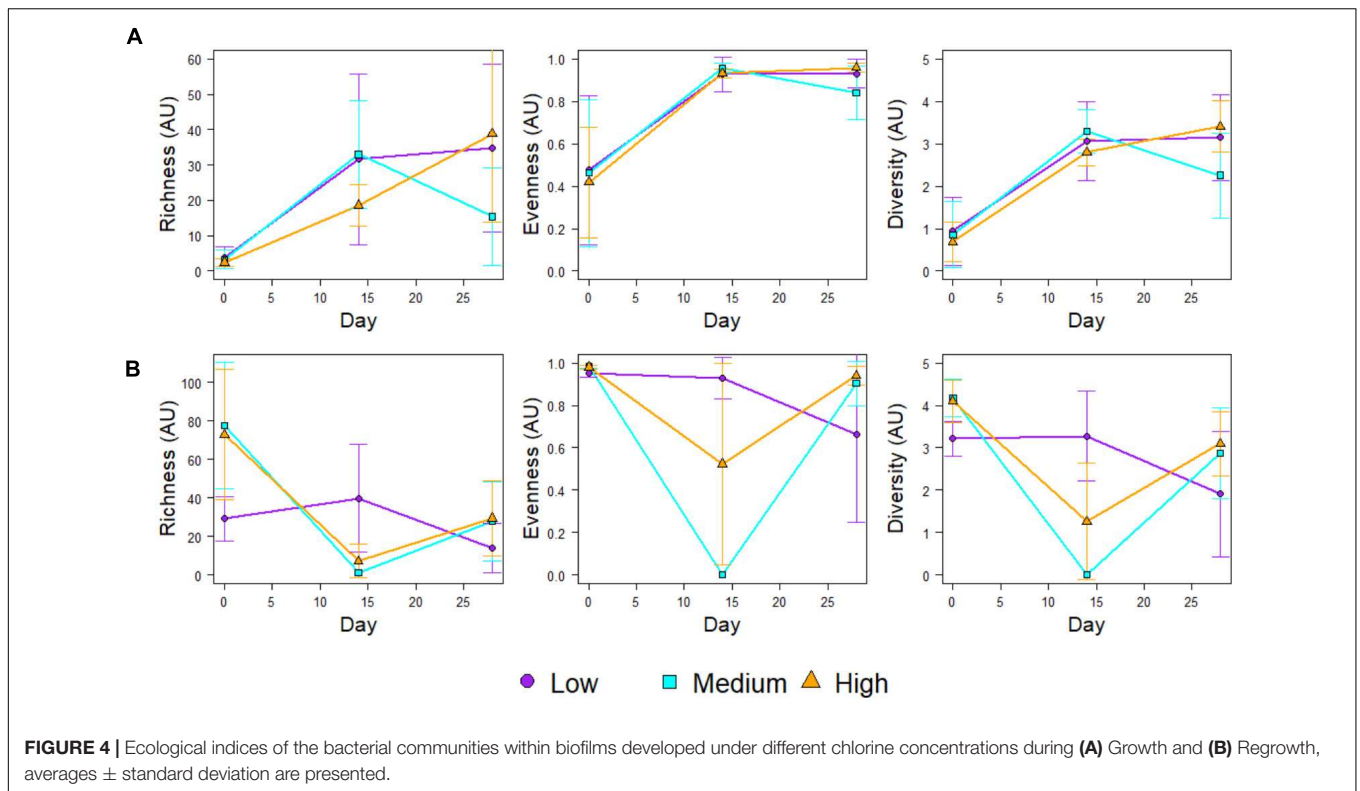 A
Richness (AU)
60
50
40
30
20
10
0
0 5 10 15 20 25
Day
Evenness (AU)
1.0
0.8
0.6
0.4
0.2
0.0
0 5 10 15 20 25
Day
Diversity (AU)
5
4
3
2
1
0
0 5 10 15 20 25
Day
B
Richness (AU)
100
80
60
40
20
0
0 5 10 15 20 25
Day
Evenness (AU)
1.0
0.8
0.6
0.4
0.2
0.0
0 5 10 15 20 25
Day
Diversity (AU)
5
4
3
2
1
0
0 5 10 15 20 25
Day
Low Medium High
FIGURE 4 | Ecological indices of the bacterial communities within biofilms developed under different chlorine concentrations during (A) Growth and (B) Regrowth,
averages ± standard deviation are presented.